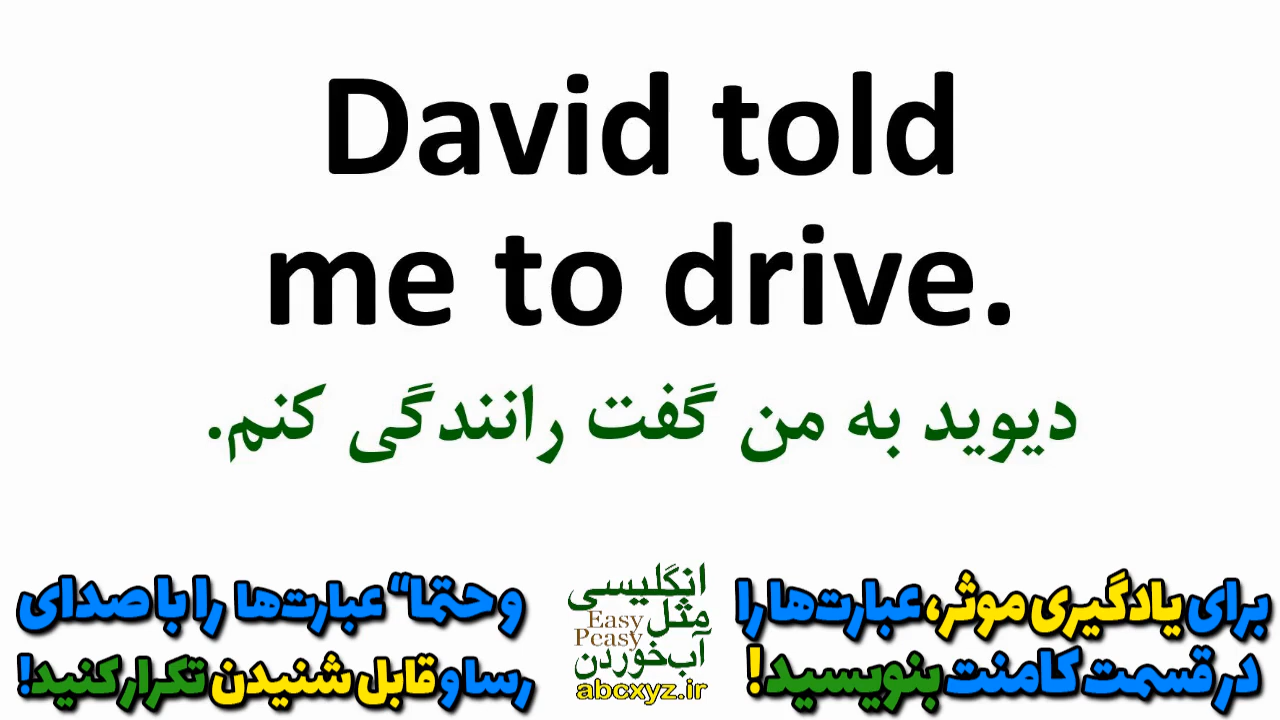 David told
me to drive.
دیوید به من گفت رانندگی کنم.
برای یادگیری موثر، عبارت‌ها را
در قسمت کامنت بنویسید!
انگلیسی
مثل
Easy
Pcasy
آب‌خوردن
abcxyz.ir
و حتما“ عبارت‌ها را با صدای
رسا و قابل شنیدن تکرار کنید!